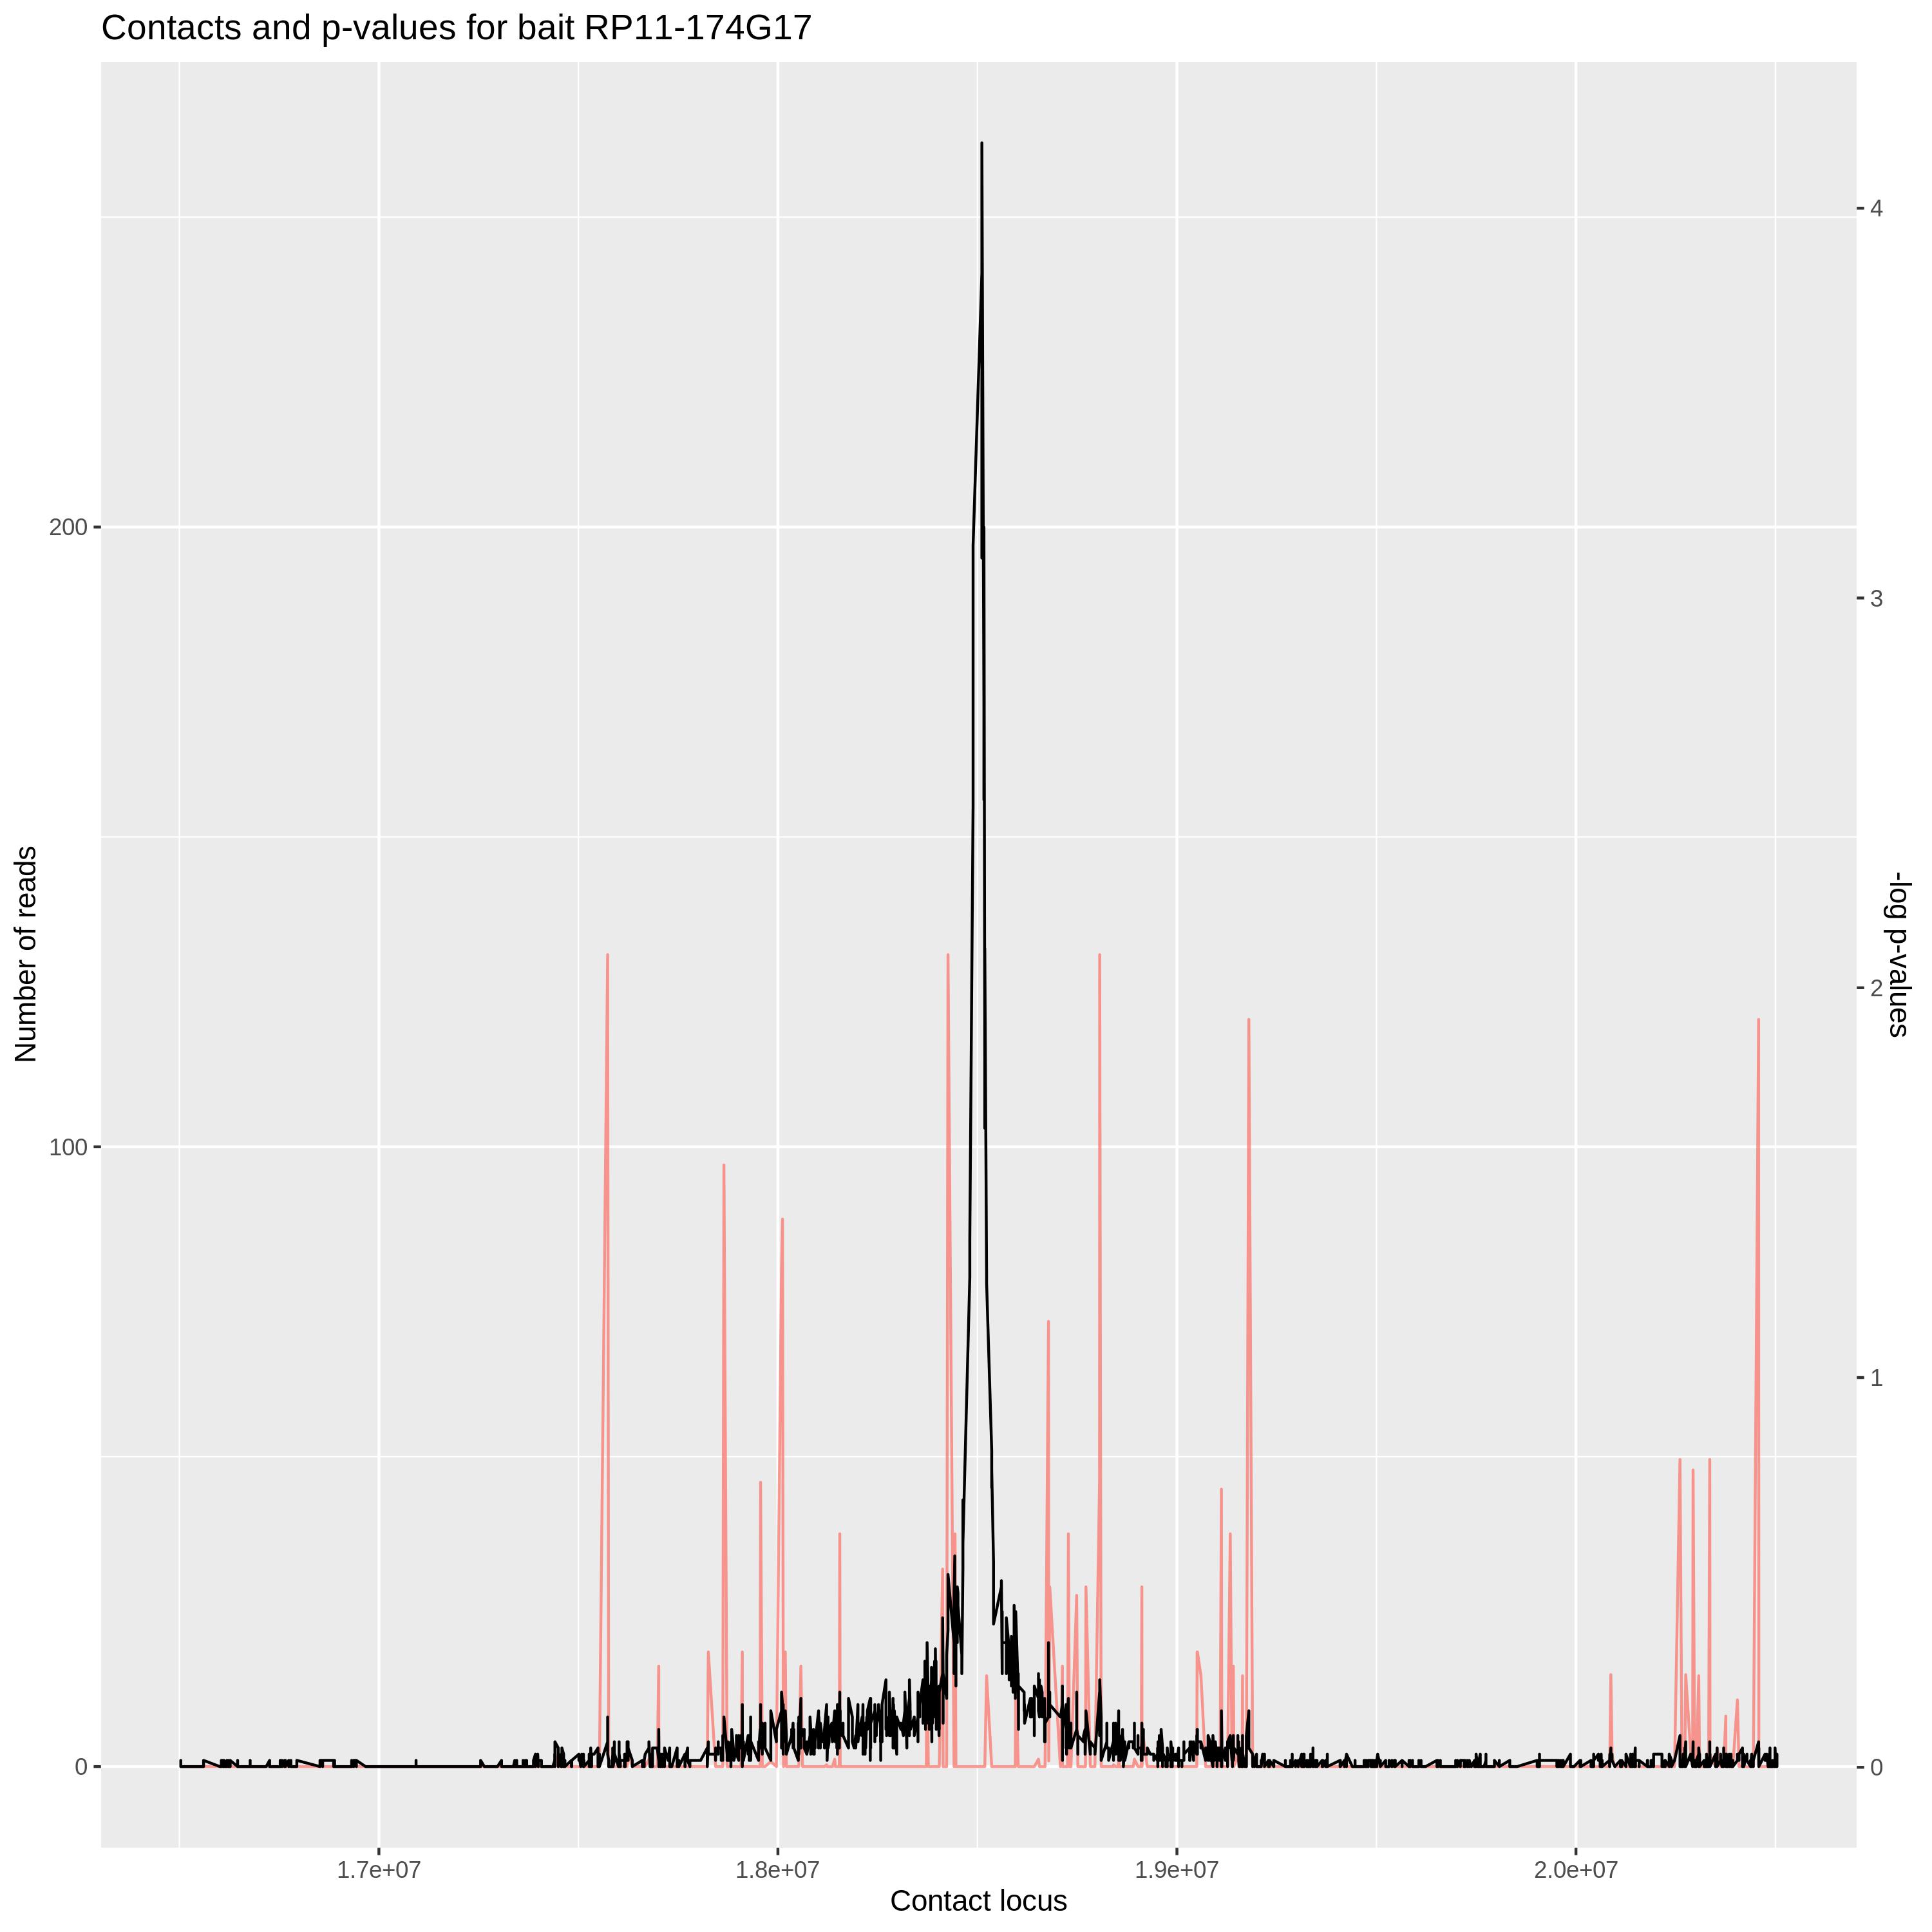 Contacts and p-values for bait RP11-174G17
Number of reads
200
100
0
4
3
2
1
0
-log p-values
1.7e+07
1.8e+07
1.9e+07
2.0e+07
Contact locus